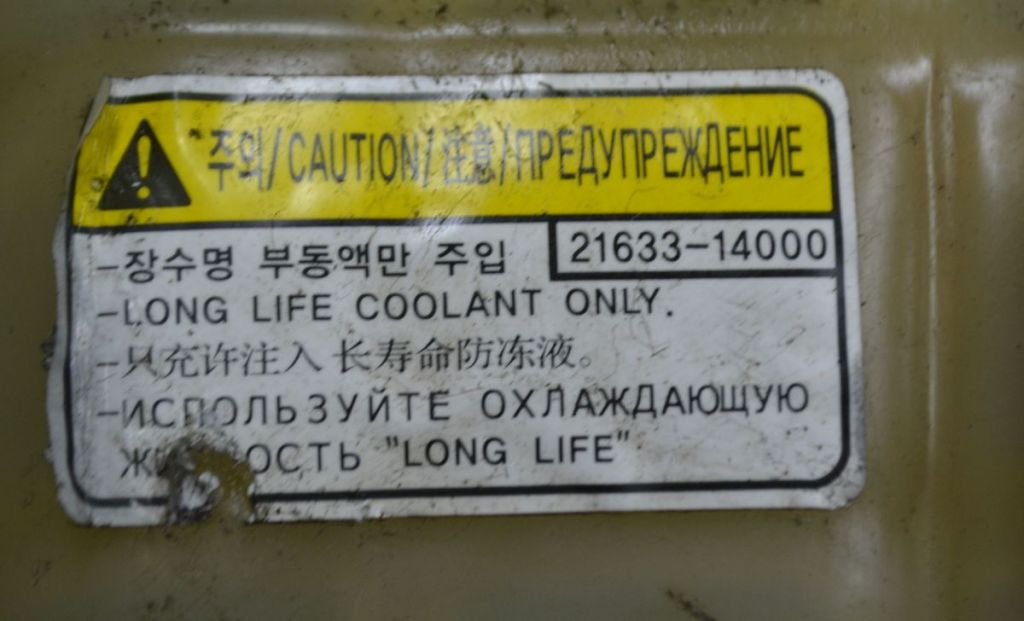 주의/CAUTION/注意/ПРЕДУПРЕЖДЕНИЕ
21633-14000
-장수명 부동액만 주입
-LONG LIFE COOLANT ONLY.
-只充许注入长寿命防冻液。
-ИСПОЛЬЗУЙТЕ ОХЛАЖДАЮЩУЮ
"LONG LIFE"